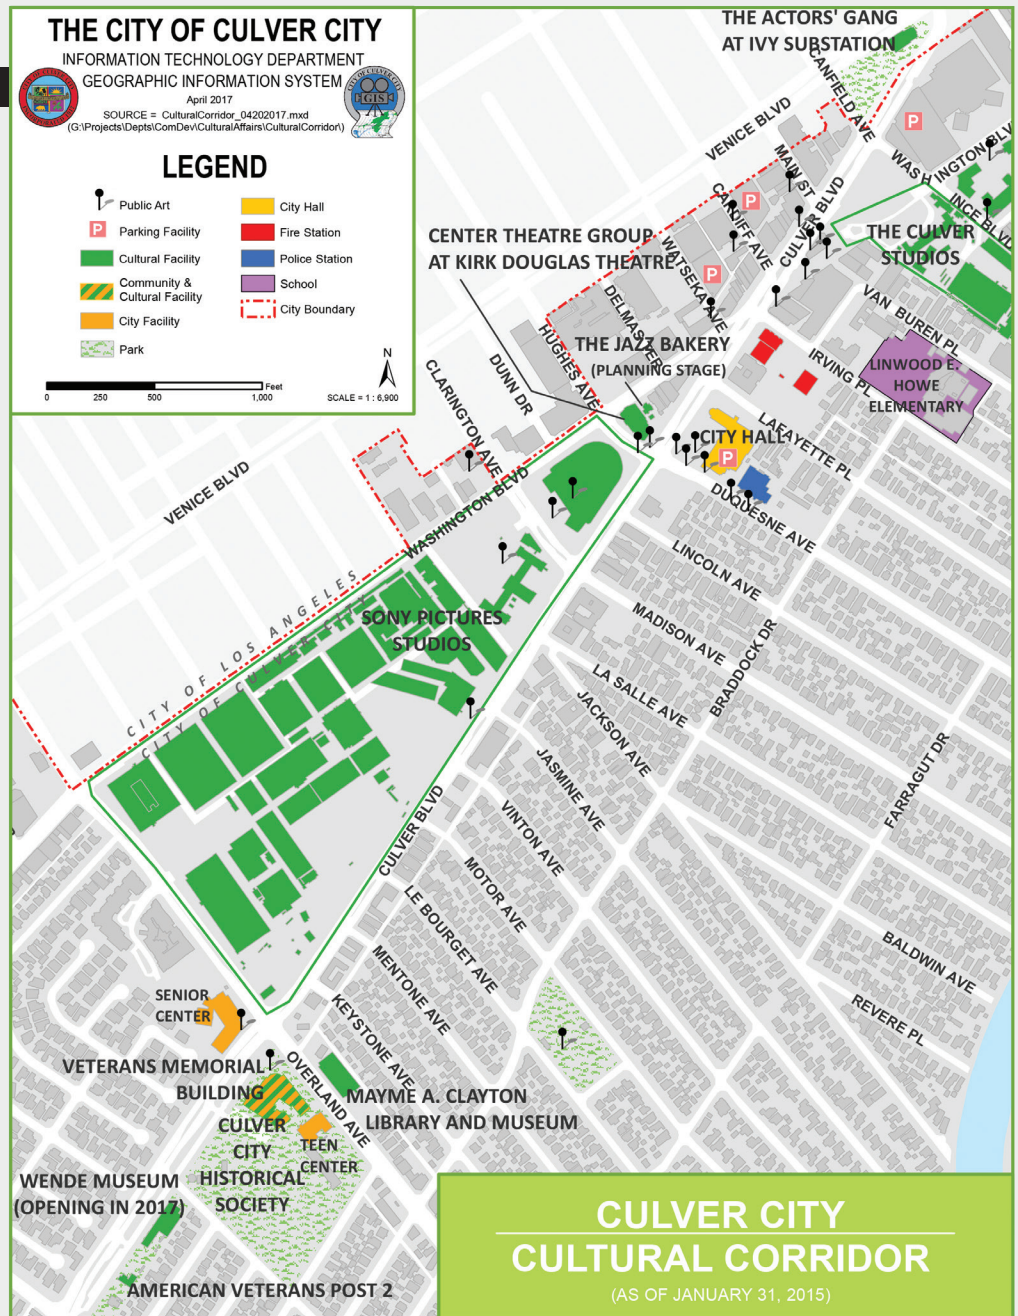 THE CITY OF CULVER CITY
INFORMATION TECHNOLOGY DEPARTMENT
GEOGRAPHIC INFORMATION SYSTEM
April 2017
SOURCE = CulturalCorridor_04202017.mxd
(G:\Projects\Depts\ComDev\CulturalAffairs\CulturalCorridor\)
GIS
LEGEND
Public Art
P
Parking Facility
Cultural Facility
Community &
Cultural Facility
City Facility
Park
City Hall
Fire Station
Police Station
School
City Boundary
N
Feet
0 250 500 1,000
SCALE = 1 : 6,900
THE ACTORS' GANG
AT IVY SUBSTATION
CANFIELD AVE
P
VENICE BLVD
MAIN ST
WASHINGTON BLV
INCE BLVD
CARDIFF AVE
P
CULVER BLVD
THE CULVER
STUDIOS
CENTER THEATRE GROUP
AT KIRK DOUGLAS THEATRE
WATSEKA AVE
P
DELMAS TER
VAN BUREN PL
HUGHES AVE
THE JAZZ BAKERY
(PLANNING STAGE)
IRVING PL
LINWOOD E.
HOWE
ELEMENTARY
DUNN DR
CLARINGTON AVE
LAFAYETTE PL
CITY HALL
P
VENICE BLVD
WASHINGTON BLVD
DUQUESNE AVE
LINCOLN AVE
MADISON AVE
BRADDOCK DR
CITY OF LOS ANGELES
CITY OF CULVER CITY
SONY PICTURES
STUDIOS
LA SALLE AVE
JACKSON AVE
JASMINE AVE
FARRAGUT DR
VINTON AVE
CULVER BLVD
MOTOR AVE
LE BOURGET AVE
MENTONE AVE
BALDWIN AVE
REVERE PL
KEYSTONE AVE
SENIOR
CENTER
VETERANS MEMORIAL
BUILDING
OVERLAND AVE
MAYME A. CLAYTON
LIBRARY AND MUSEUM
CULVER
CITY
HISTORICAL
SOCIETY
TEEN
CENTER
WENDE MUSEUM
(OPENING IN 2017)
AMERICAN VETERANS POST 2
CULVER CITY
CULTURAL CORRIDOR
(AS OF JANUARY 31, 2015)